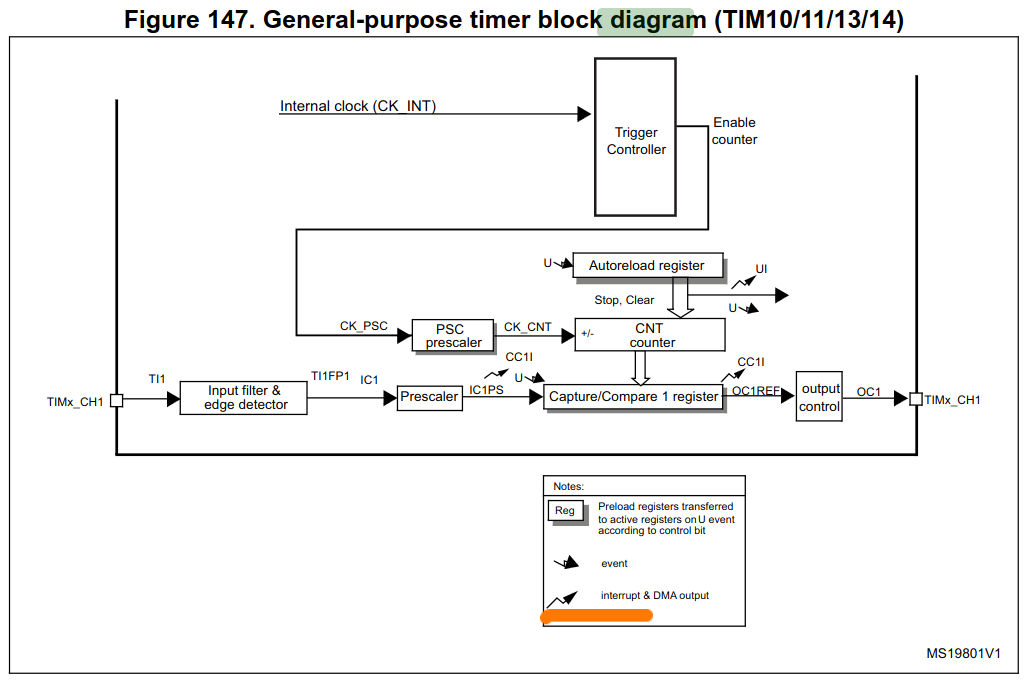 Figure 147. General-purpose timer block diagram (TIM10/11/13/14)
Internal clock (CK_INT)
Trigger
Controller
Enable
counter
U
Autoreload register
UI
Stop, Clear
U
CK_PSC
PSC
prescaler
CK_CNT
+/-
CNT
counter
CC1I
CC1I
TI1
TI1FP1
IC1
U
TIMx_CH1
Input filter &
edge detector
Prescaler
IC1PS
Capture/Compare 1 register
OC1REF
output
control
OC1
TIMx_CH1
Notes:
Reg
Preload registers transferred
to active registers on U event
according to control bit
event
interrupt & DMA output
MS19801V1